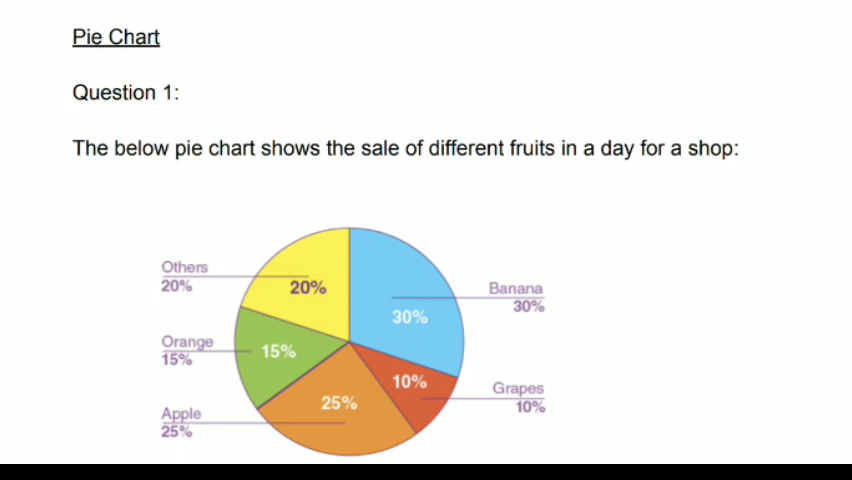 Pie Chart
Question 1:
The below pie chart shows the sale of different fruits in a day for a shop:
Others
20%
20%
Banana
30%
30%
Orange
15%
15%
10%
Grapes
10%
25%
Apple
25%